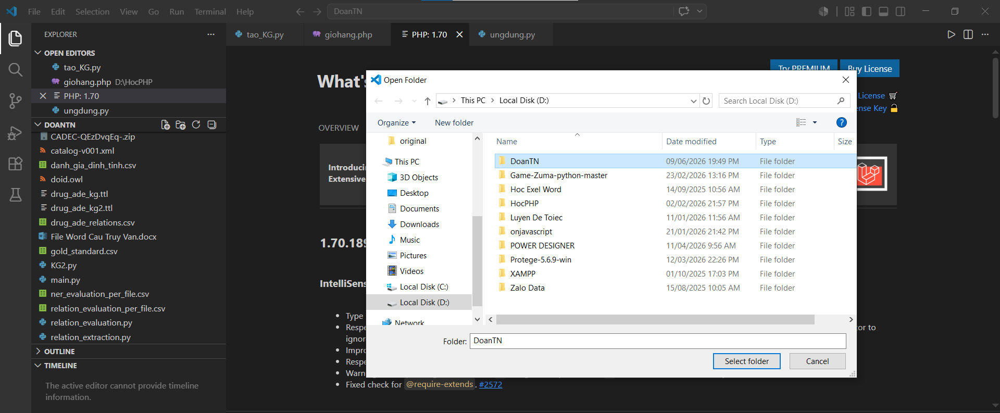 File Edit Selection View Go Run Terminal Help
DoanTN
EXPLORER
OPEN EDITORS
tao_KG.py
giohang.php D:\HocPHP
PHP: 1.70
ungdung.py
DOANTN
CADEC-QEzDvqEq-.zip
catalog-v001.xml
danh_gia_dinh_tinh.csv
doid.owl
drug_ade_kg.ttl
drug_ade_kg2.ttl
drug_ade_relations.csv
File Word Cau Truy Van.docx
gold_standard.csv
KG2.py
main.py
ner_evaluation_per_file.csv
relation_evaluation_per_file.csv
relation_evaluation.py
relation_extraction.py
OUTLINE
TIMELINE
The active editor cannot provide timeline
information.
tao_KG.py giohang.php PHP: 1.70 ungdung.py
Try PREMIUM Buy License
What's
License
nse Key
OVERVIEW
Extensive
1.70.189
Type
ignor
Impro
Respe
Warn
or to
Fixed check for @require-extends. #2572
Open Folder
This PC Local Disk (D:)
Search Local Disk (D:)
Organize New folder
original
This PC
3D Objects
Desktop
Documents
Downloads
Music
Pictures
Videos
Local Disk (C:)
Local Disk (D:)
Network
Name Date modified Type Size
DoanTN 09/06/2026 19:49 PM File folder
Game-Zuma-python-master 23/02/2026 13:16 PM File folder
Hoc Exel Word 14/09/2025 10:56 AM File folder
HocPHP 02/02/2026 21:57 PM File folder
Luyen De Toiec 11/01/2026 11:56 AM File folder
onjavascript 21/01/2026 21:42 PM File folder
POWER DESIGNER 11/04/2026 9:56 AM File folder
Protege-5.6.9-win 12/03/2026 22:26 PM File folder
XAMPP 01/10/2025 17:03 PM File folder
Zalo Data 15/08/2025 10:05 AM File folder
Folder: DoanTN
Select folder Cancel